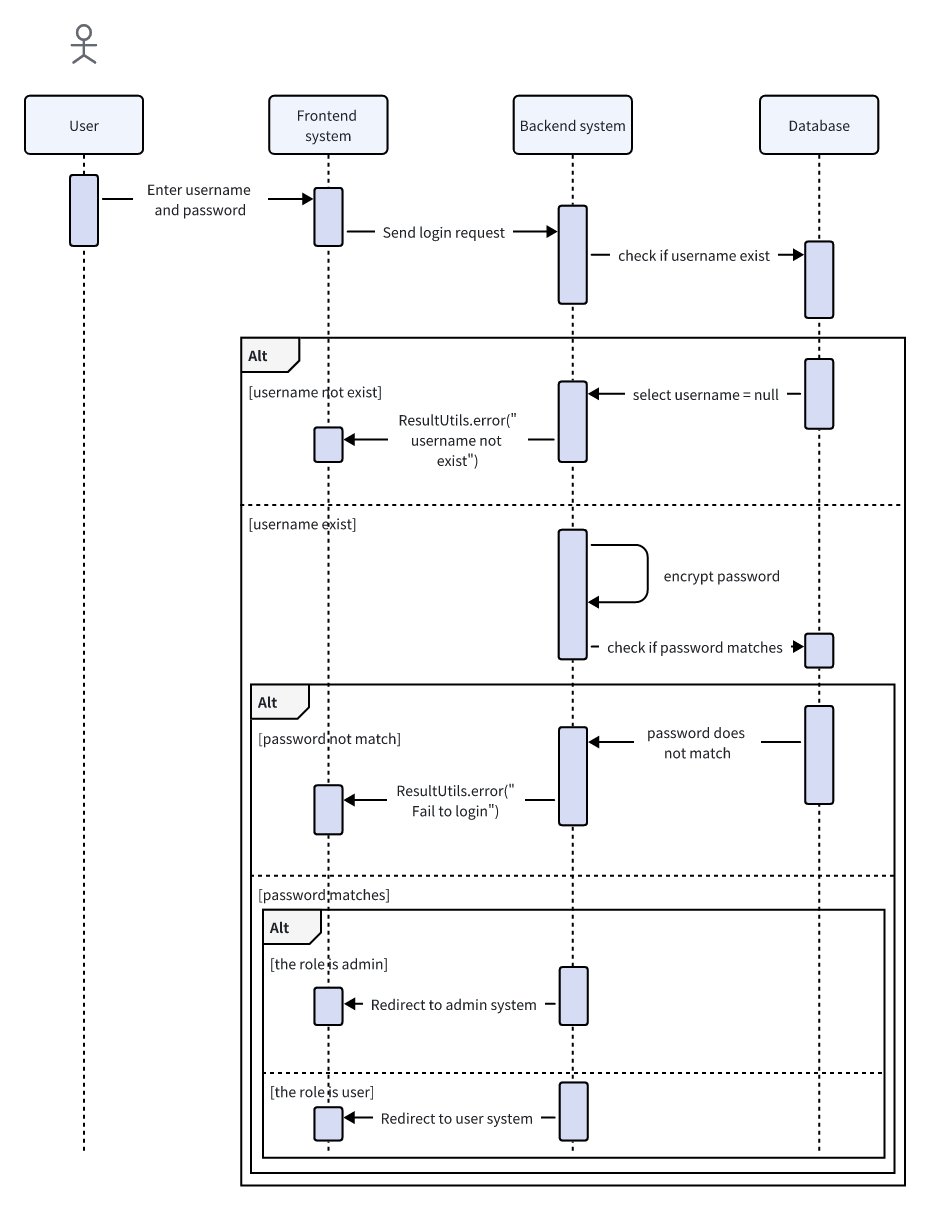 User
Frontend
system
Backend system
Database
Enter username
and password
Send login request
check if username exist
Alt
[username not exist]
select username = null
ResultUtils.error("
username not
exist")
[username exist]
encrypt password
check if password matches
Alt
[password not match]
password does
not match
ResultUtils.error("
Fail to login")
[password matches]
Alt
[the role is admin]
Redirect to admin system
[the role is user]
Redirect to user system